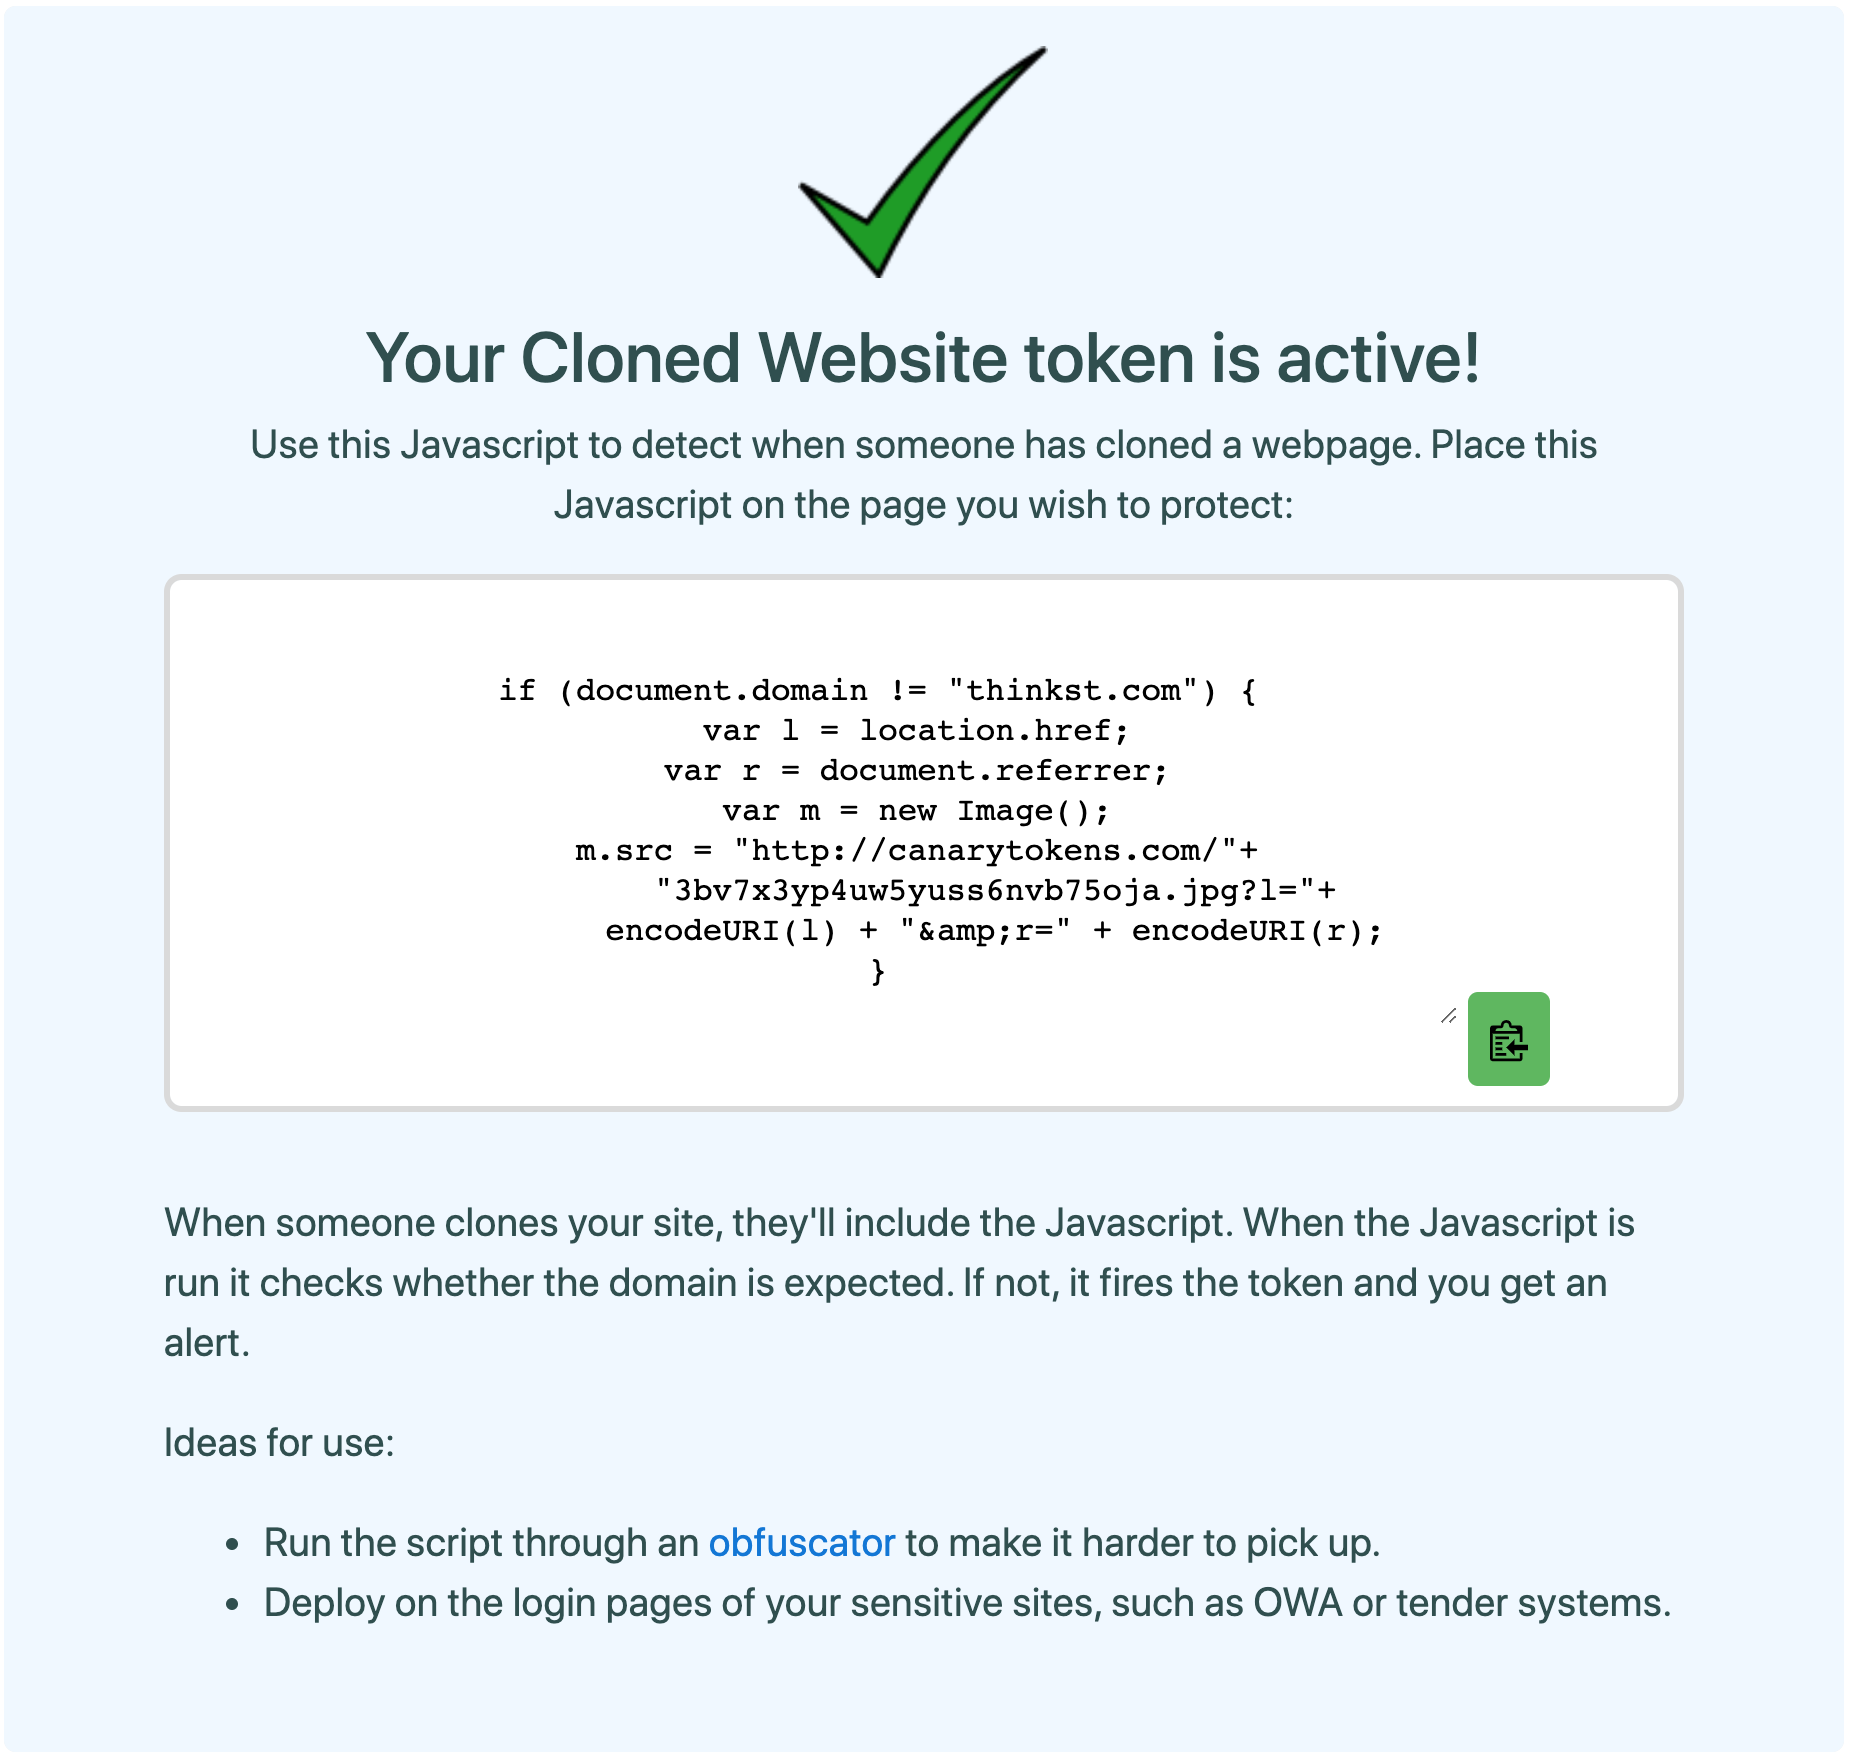 Your Cloned Website token is active!
Use this Javascript to detect when someone has cloned a webpage. Place this
Javascript on the page you wish to protect:
if (document.domain != "thinkst.com") {
var l = location.href;
var r = document.referrer;
var m = new Image();
m.src = "http://canarytokens.com/"+
"3bv7x3yp4uw5yuss6nvb75oja.jpg?l="+
encodeURI(l) + "&amp;r=" + encodeURI(r);
}
When someone clones your site, they'll include the Javascript. When the Javascript is
run it checks whether the domain is expected. If not, it fires the token and you get an
alert.
Ideas for use:
• Run the script through an obfuscator to make it harder to pick up.
• Deploy on the login pages of your sensitive sites, such as OWA or tender systems.